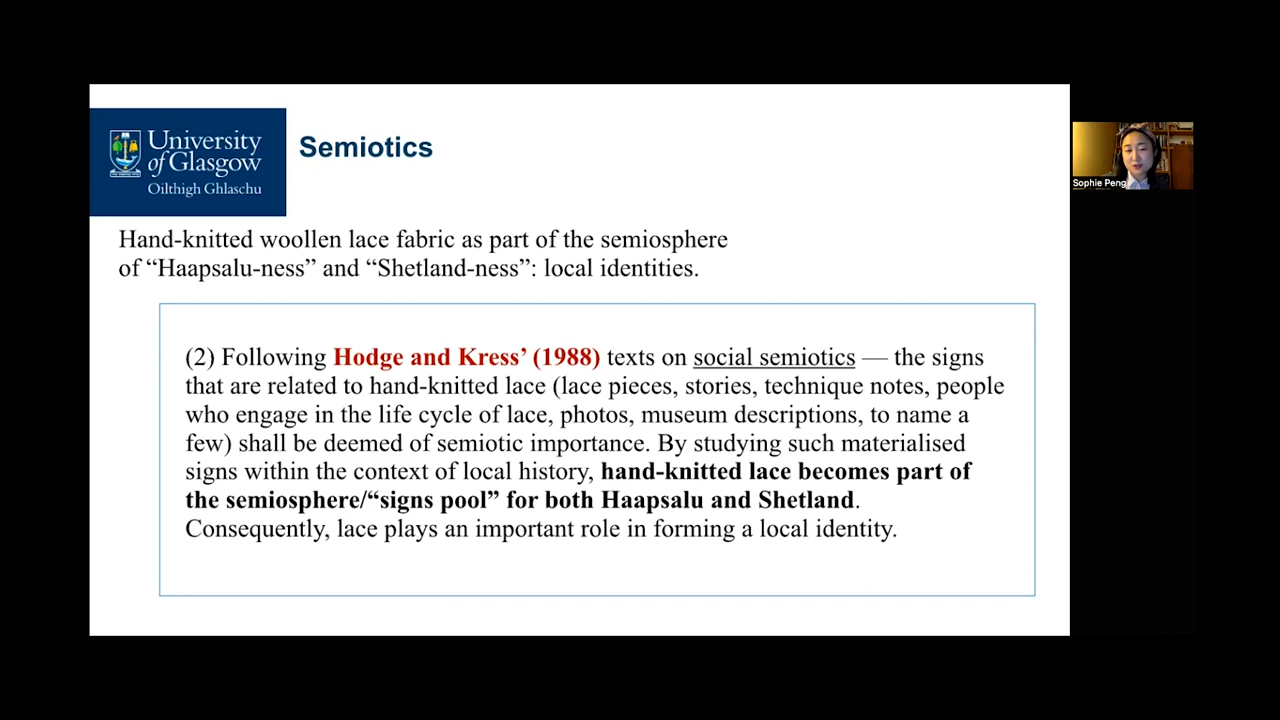 University
of Glasgow
Oilthigh Ghlaschu
Semiotics
Hand-knitted woollen lace fabric as part of the semiosphere
of “Haapsalu-ness” and “Shetland-ness”: local identities.
(2) Following Hodge and Kress’ (1988) texts on social semiotics — the signs
that are related to hand-knitted lace (lace pieces, stories, technique notes, people
who engage in the life cycle of lace, photos, museum descriptions, to name a
few) shall be deemed of semiotic importance. By studying such materialised
signs within the context of local history, hand-knitted lace becomes part of
the semiosphere/“signs pool” for both Haapsalu and Shetland.
Consequently, lace plays an important role in forming a local identity.
Sophie Peng